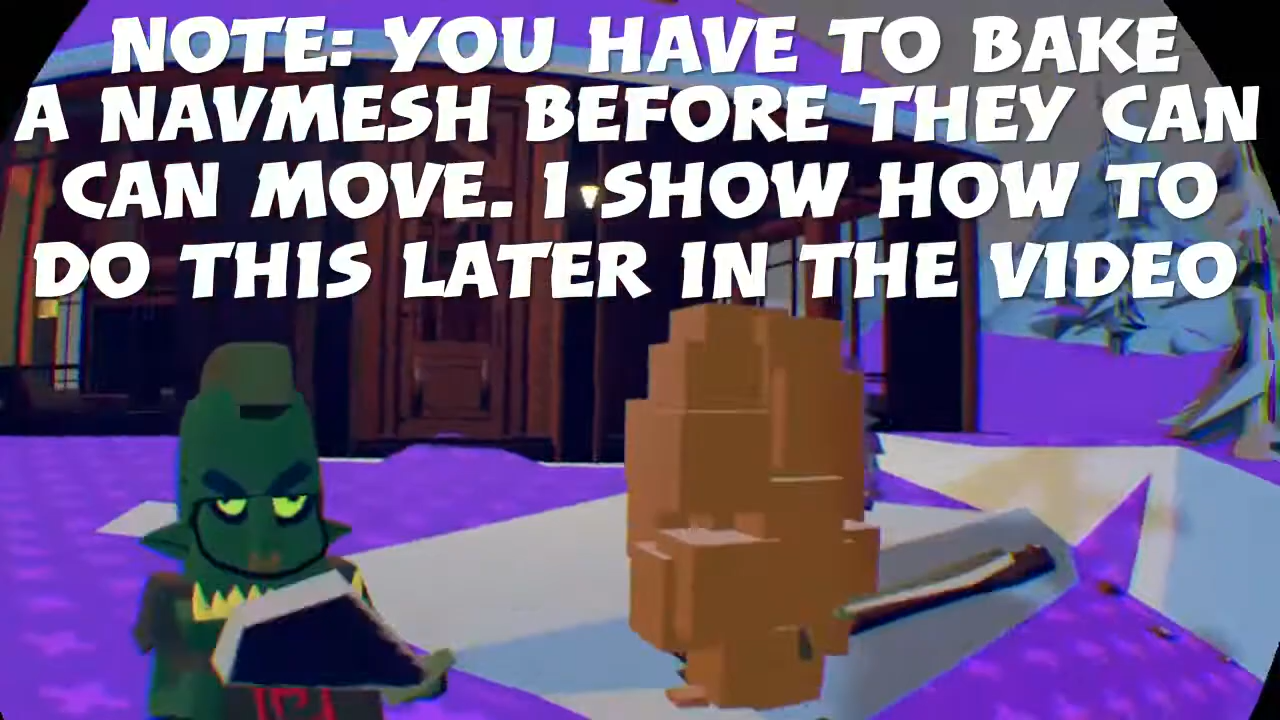 NOTE: YOU HAVE TO BAKE
A NAVMESH BEFORE THEY CAN
CAN MOVE. I SHOW HOW TO
DO THIS LATER IN THE VIDEO